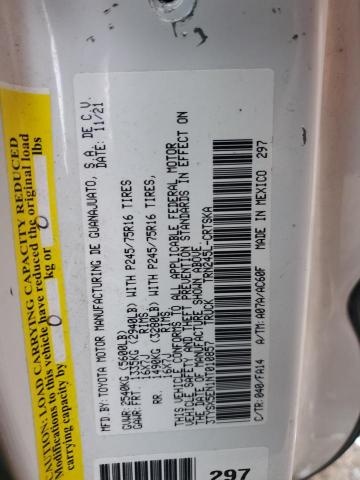 CAUTION: LOAD CARRYING CAPACITY REDUCED
Modifications to this vehicle have reduced the original load
carrying capacity by 0 kg or 0 lbs
MFD BY: TOYOTA MOTOR MANUFACTURING DE GUANAJUATO, S.A. DE C.V.
DATE: 11/21
GVWR: 2540KG (5600LB)
GAWR: FRT 1335KG (2940LB) WITH P245/75R16 TIRES,
16X7J RIMS,
RR 1490KG (3280LB) WITH P245/75R16 TIRES,
16X7J RIMS,
THIS VEHICLE CONFORMS TO ALL APPLICABLE FEDERAL MOTOR
VEHICLE SAFETY AND THEFT PREVENTION STANDARDS IN EFFECT ON
THE DATE OF MANUFACTURE SHOWN ABOVE.
TRUCK TRN245L-CRTSKA
C/TR: 040/FA14 A/TM: A07A/AC60F MADE IN MEXICO 297
297